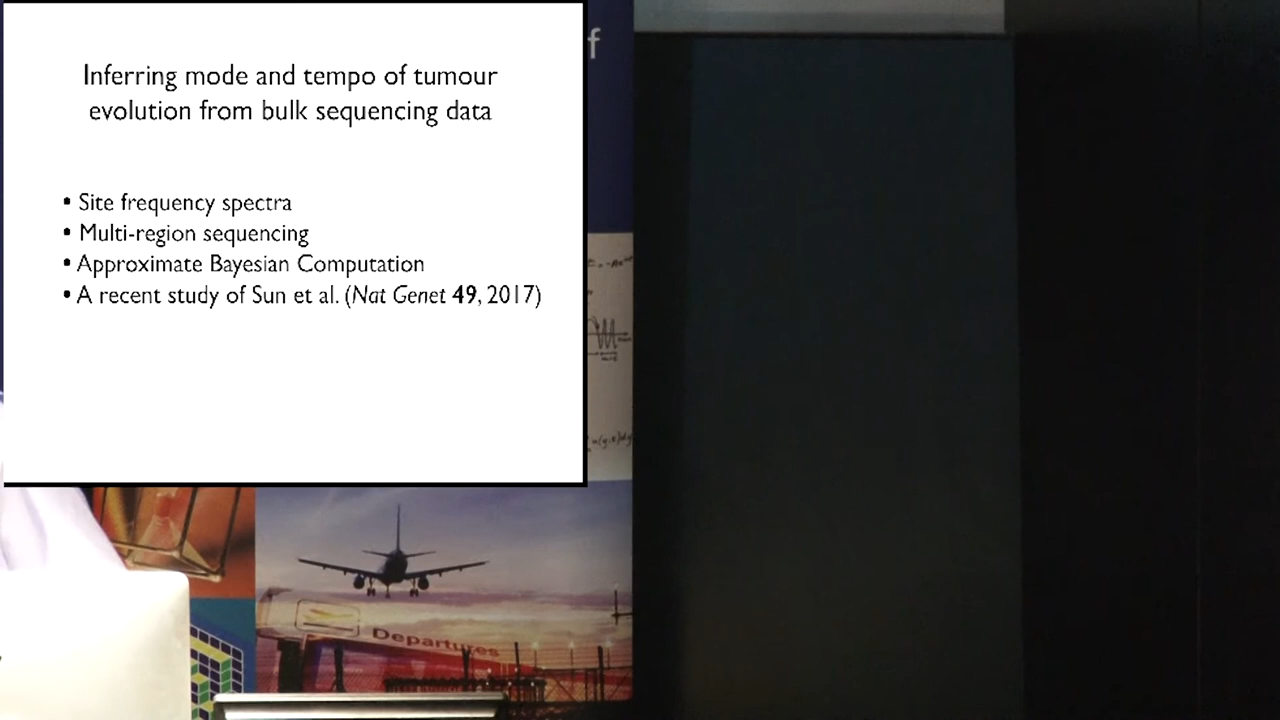 Inferring mode and tempo of tumour
evolution from bulk sequencing data
• Site frequency spectra
• Multi-region sequencing
• Approximate Bayesian Computation
• A recent study of Sun et al. (Nat Genet 49, 2017)
f
Departures